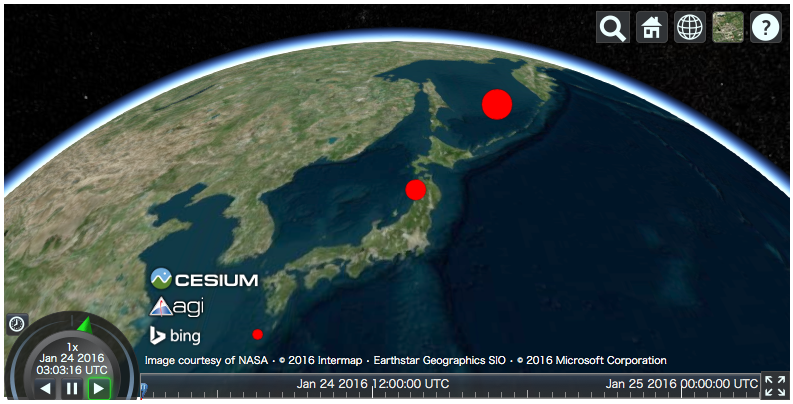 ?
CESIUM
agi
bing
1x
Jan 24 2016
03:03:16 UTC
Image courtesy of NASA · © 2016 Intermap · Earthstar Geographics SIO · © 2016 Microsoft Corporation
Jan 24 2016 12:00:00 UTC
Jan 25 2016 00:00:00 UTC